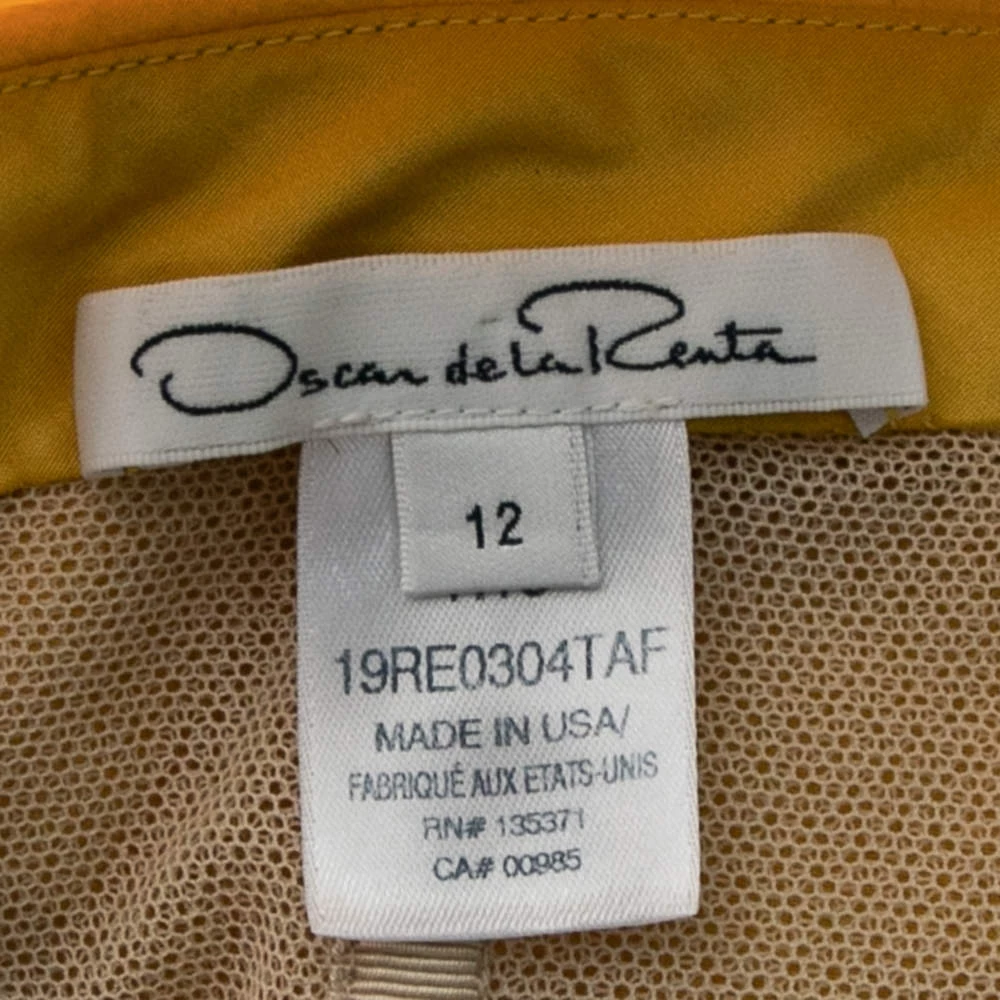 Oscar de la Renta
12
19RE0304TAF
MADE IN USA/
FABRIQUÉ AUX ETATS-UNIS
RN# 135371
CA# 00985